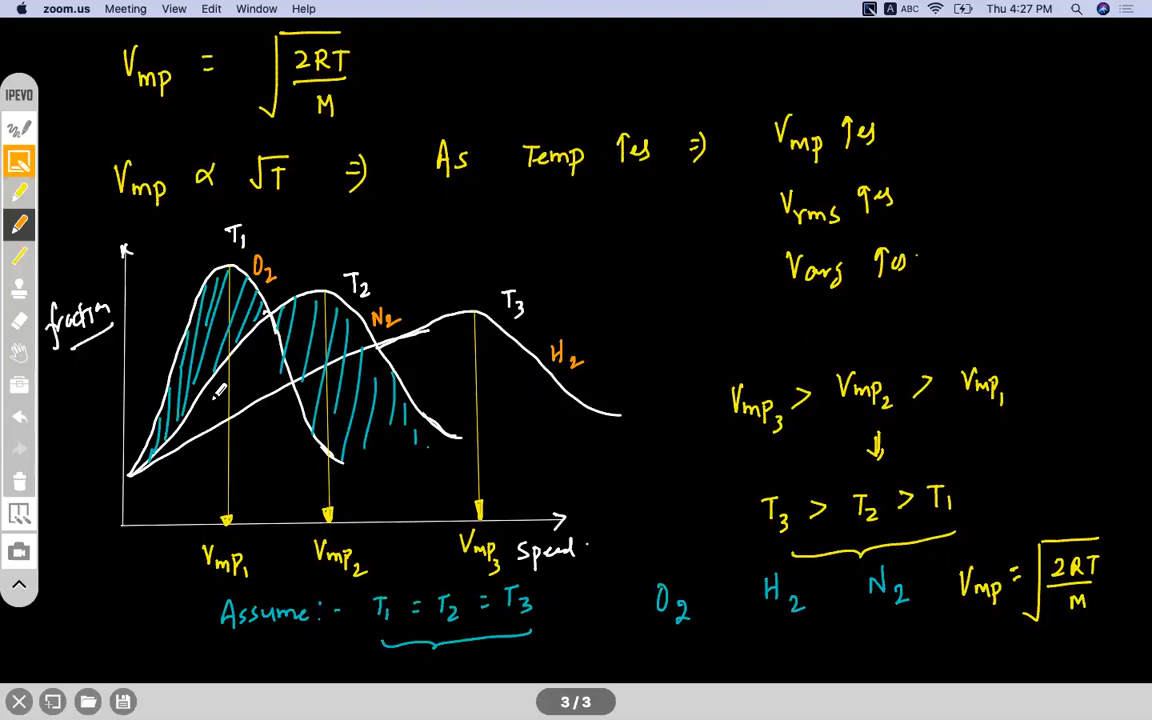 zoom.us Meeting View Edit Window Help A ABC Thu 4:27 PM
IPEVO
Vmp = √(2RT/M)
Vmp ∝ √T ⇒ As Temp ↑es ⇒ Vmp ↑es
Vrms ↑es
Vavg ↑es
fraction
T1 O2
T2 N2
T3 H2
Vmp3 > Vmp2 > Vmp1
⇓
T3 > T2 > T1
Vmp1 Vmp2 Vmp3 Speed
Assume :- T1 = T2 = T3
O2 H2 N2 Vmp = √(2RT/M)
3 / 3